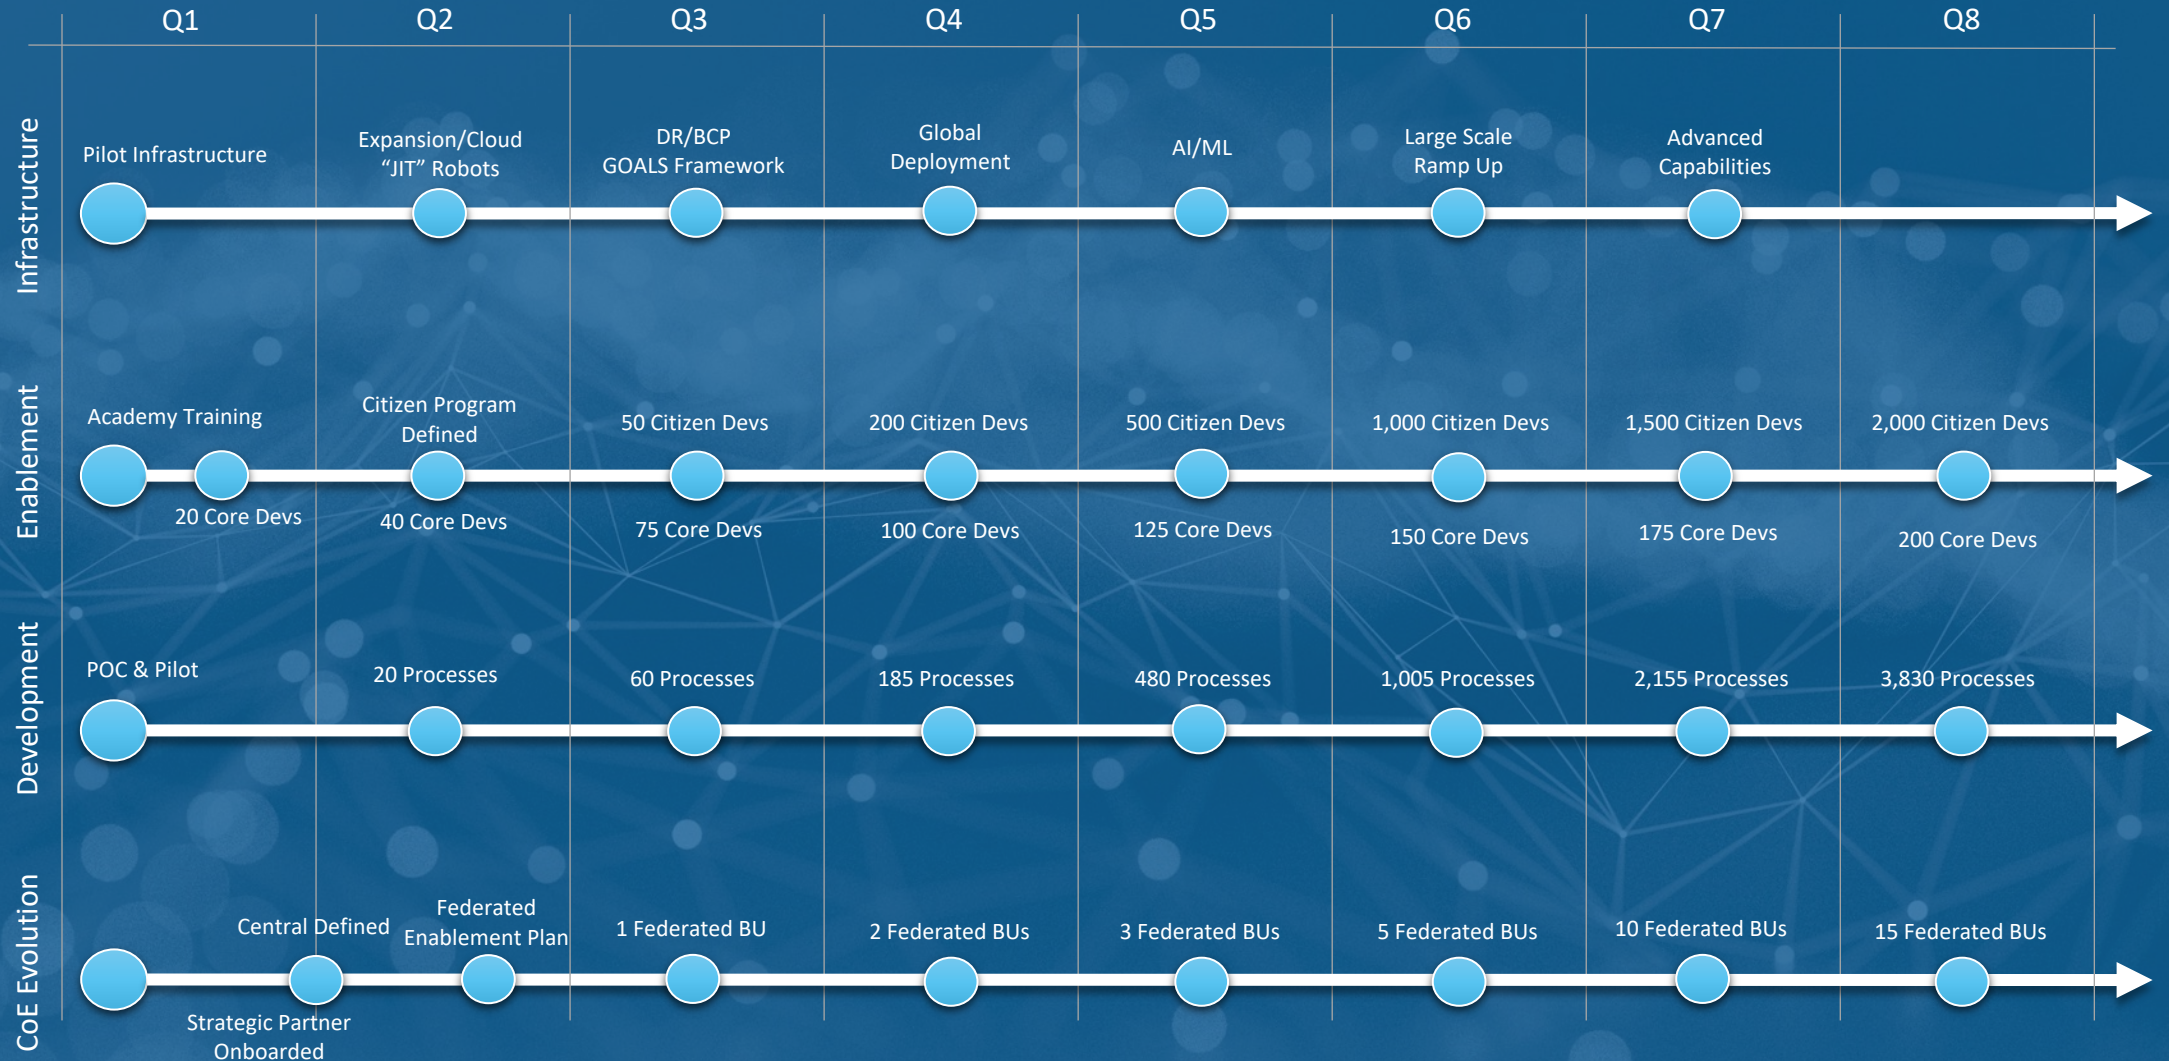 Q1 Q2 Q3 Q4 Q5 Q6 Q7 Q8
Infrastructure
Pilot Infrastructure
Expansion/Cloud
“JIT” Robots
DR/BCP
GOALS Framework
Global
Deployment
AI/ML
Large Scale
Ramp Up
Advanced
Capabilities
Enablement
Academy Training
20 Core Devs
Citizen Program
Defined
40 Core Devs
50 Citizen Devs
75 Core Devs
200 Citizen Devs
100 Core Devs
500 Citizen Devs
125 Core Devs
1,000 Citizen Devs
150 Core Devs
1,500 Citizen Devs
175 Core Devs
2,000 Citizen Devs
200 Core Devs
Development
POC & Pilot
20 Processes
60 Processes
185 Processes
480 Processes
1,005 Processes
2,155 Processes
3,830 Processes
CoE Evolution
Central Defined
Strategic Partner
Onboarded
Federated
Enablement Plan
1 Federated BU
2 Federated BUs
3 Federated BUs
5 Federated BUs
10 Federated BUs
15 Federated BUs